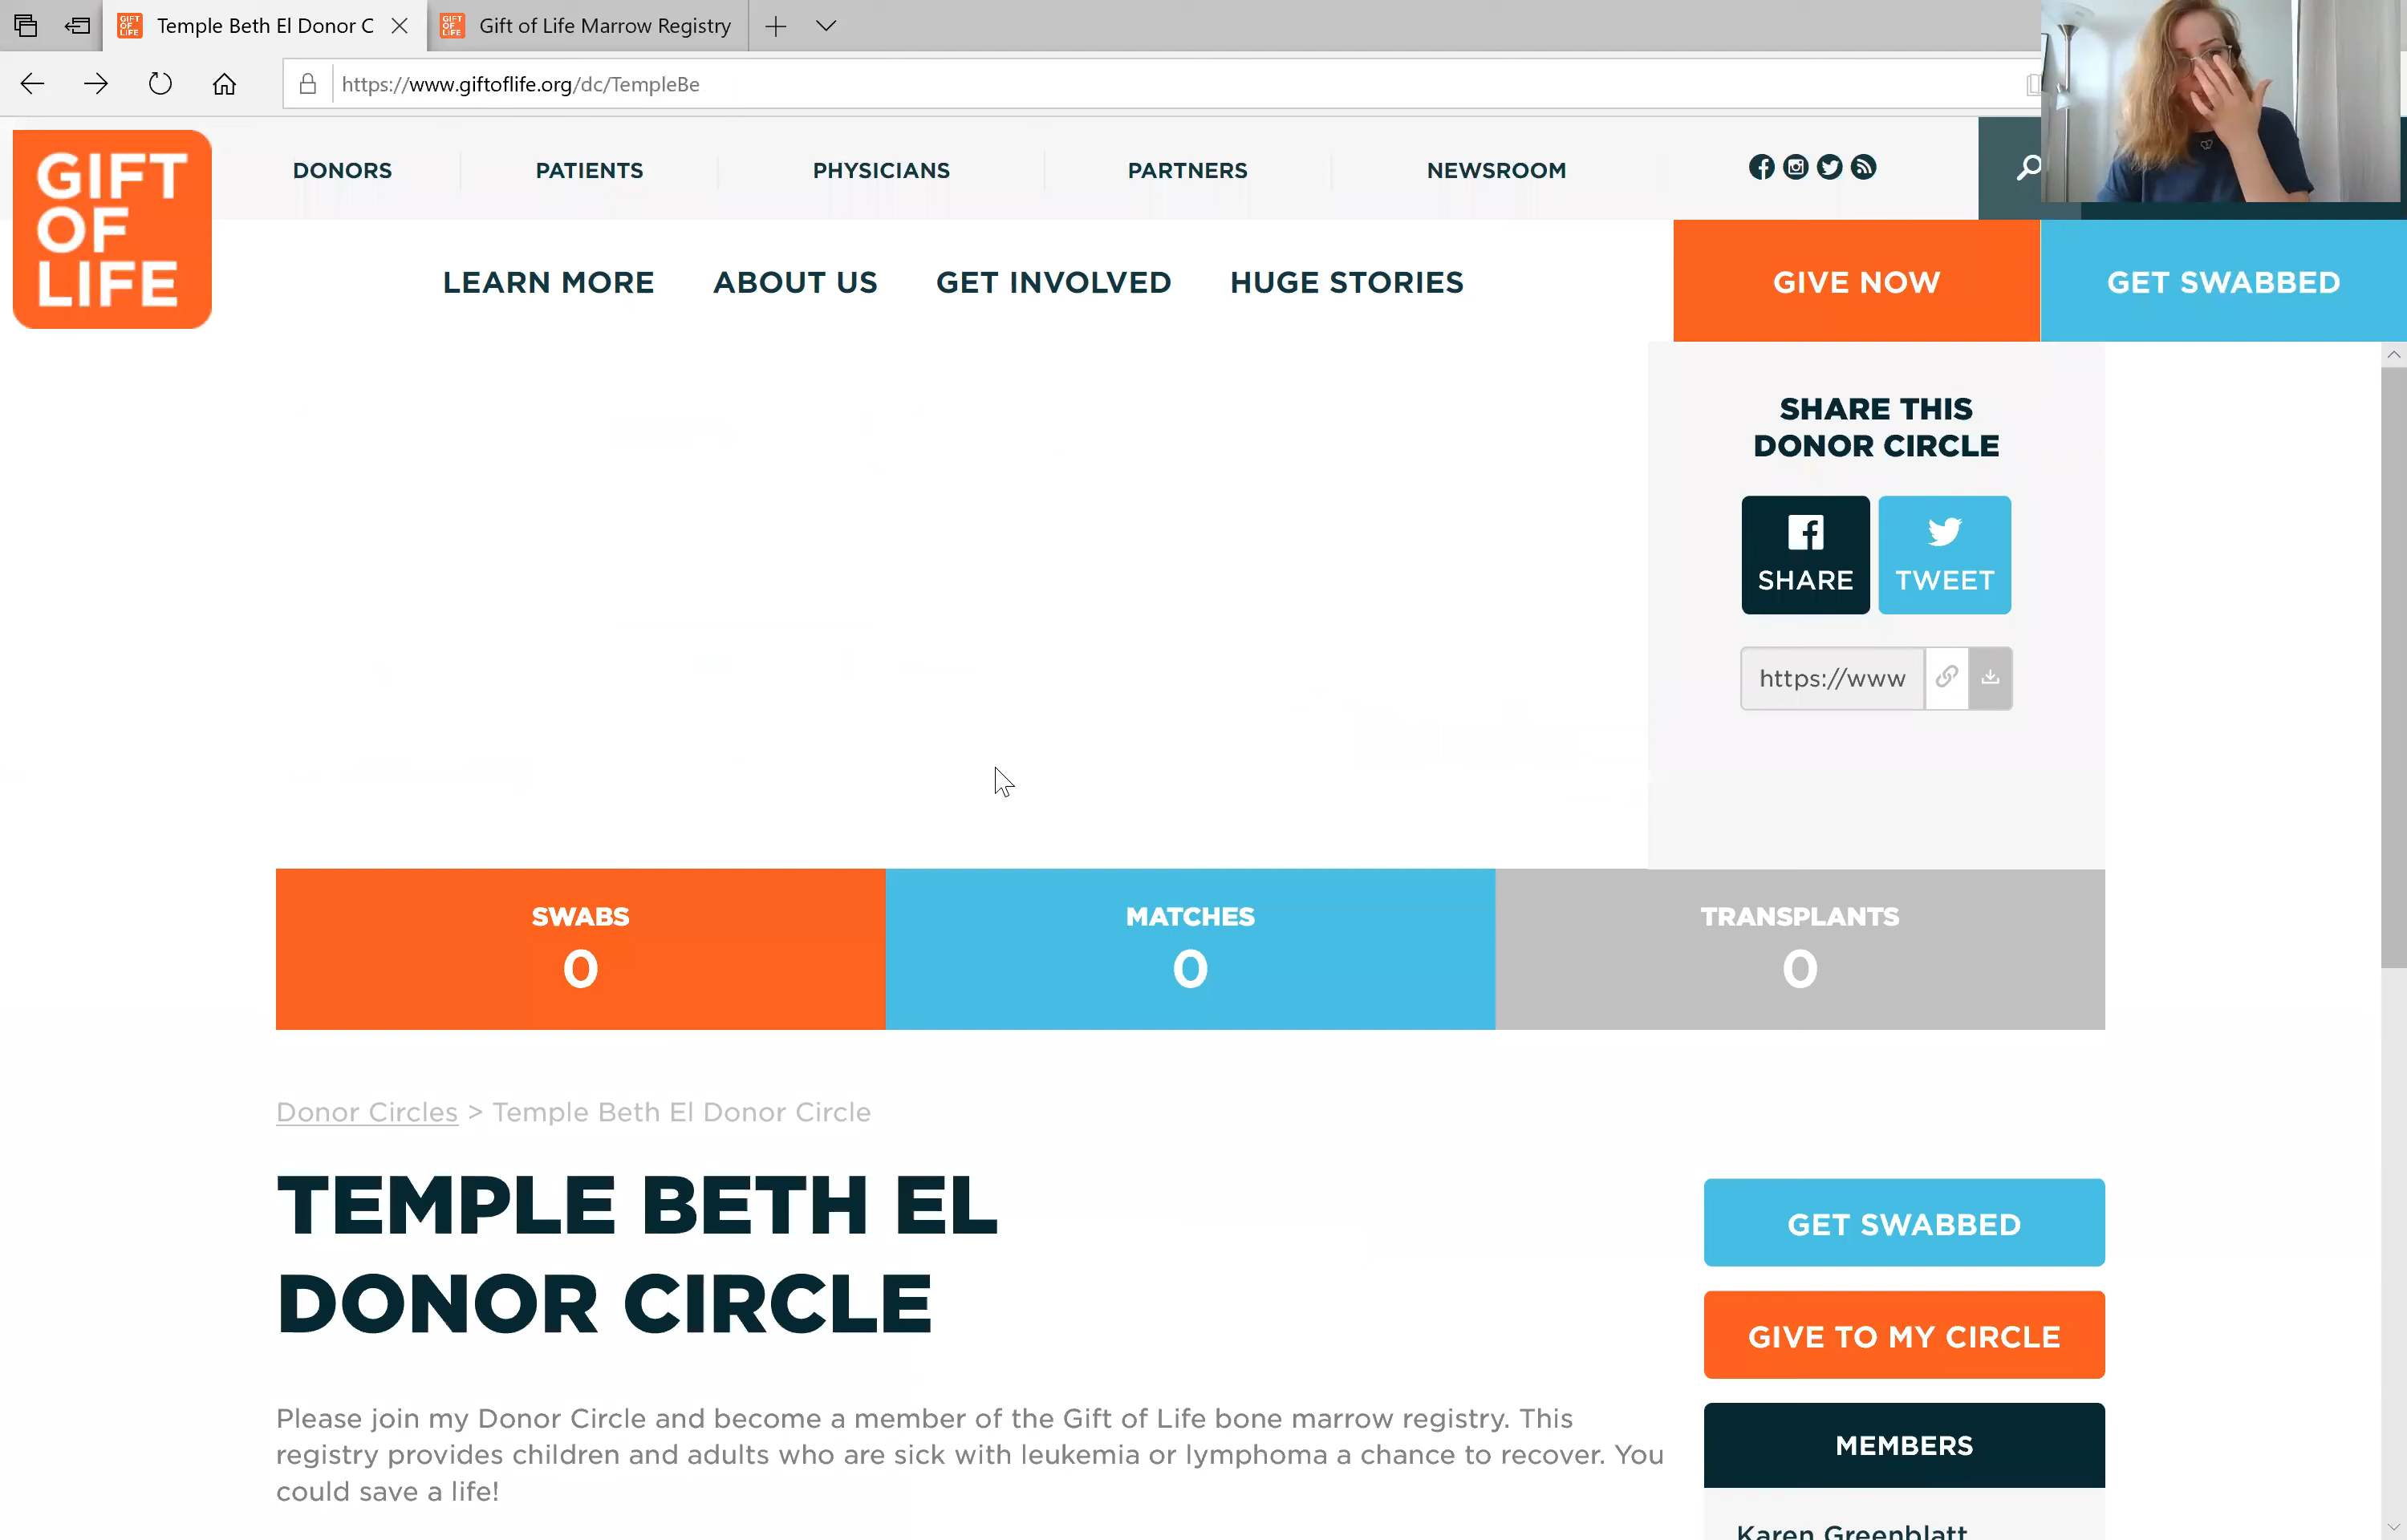 Temple Beth El Donor C
Gift of Life Marrow Registry
https://www.giftoflife.org/dc/TempleBe
GIFT
OF
LIFE
DONORS
PATIENTS
PHYSICIANS
PARTNERS
NEWSROOM
LEARN MORE
ABOUT US
GET INVOLVED
HUGE STORIES
GIVE NOW
GET SWABBED
SHARE THIS
DONOR CIRCLE
SHARE
TWEET
https://www
SWABS
0
MATCHES
0
TRANSPLANTS
0
Donor Circles > Temple Beth El Donor Circle
TEMPLE BETH EL
DONOR CIRCLE
Please join my Donor Circle and become a member of the Gift of Life bone marrow registry. This
registry provides children and adults who are sick with leukemia or lymphoma a chance to recover. You
could save a life!
GET SWABBED
GIVE TO MY CIRCLE
MEMBERS
Karen Greenblatt